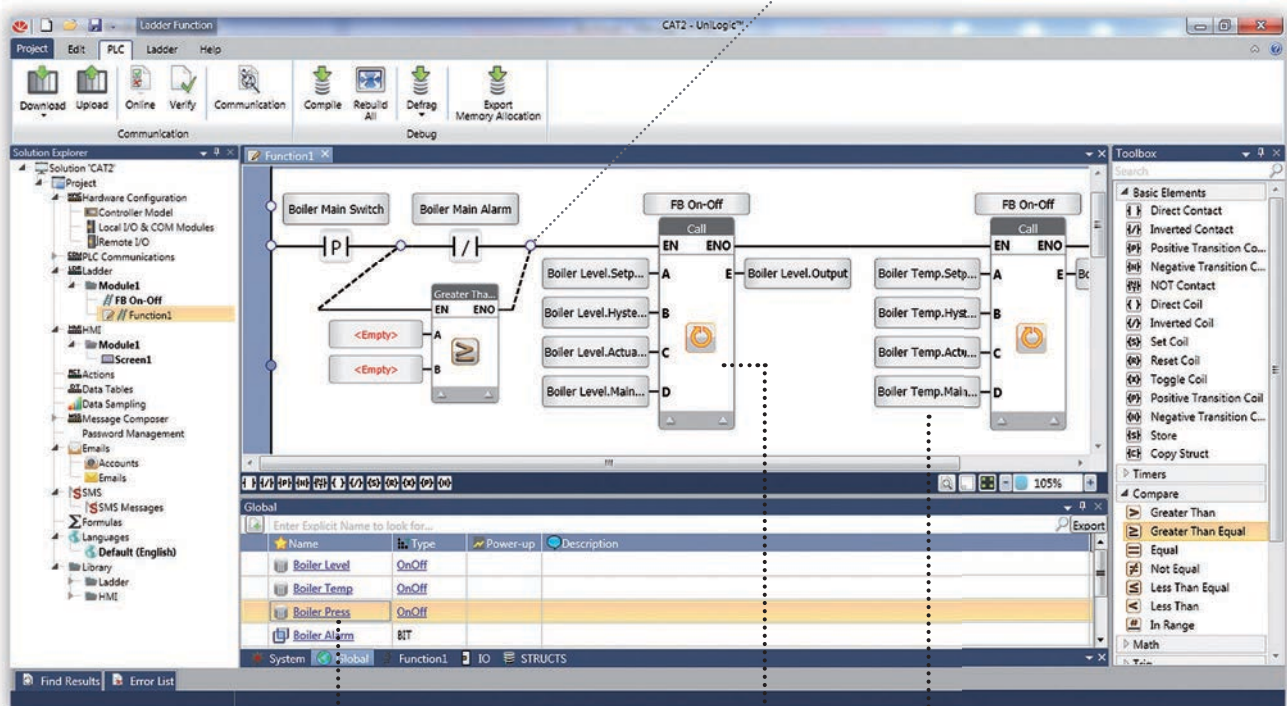 Ladder Function
CAT2 - UniLogic™
Project Edit PLC Ladder Help
Download Upload Online Verify Communication Compile Rebuild All Defrag Export Memory Allocation
Communication Debug
Solution Explorer
Solution 'CAT2'
Project
Hardware Configuration
Controller Model
Local I/O & COM Modules
Remote I/O
PLC Communications
Ladder
Module1
FB On-Off
Function1
HMI
Module1
Screen1
Actions
Data Tables
Data Sampling
Message Composer
Password Management
Emails
Accounts
Emails
SMS
SMS Messages
Formulas
Languages
Default (English)
Library
Ladder
HMI
Function1
Boiler Main Switch Boiler Main Alarm FB On-Off FB On-Off
P / Call Call
EN ENO EN ENO
Boiler Level.Setp... A E Boiler Level.Output Boiler Temp.Setp... A E Bo
Greater Tha...
EN ENO
Boiler Level.Hyste... B Boiler Temp.Hyst... B
<Empty> A
Boiler Level.Actua... C Boiler Temp.Actu... C
<Empty> B
Boiler Level.Main... D Boiler Temp.Main... D
105%
Global
Enter Explicit Name to look for... Export
Name Type Power-up Description
Boiler Level OnOff
Boiler Temp OnOff
Boiler Press OnOff
Boiler Alarm BIT
System Global Function1 IO STRUCTS
Toolbox
Search
Basic Elements
Direct Contact
Inverted Contact
Positive Transition Co...
Negative Transition C...
NOT Contact
Direct Coil
Inverted Coil
Set Coil
Reset Coil
Toggle Coil
Positive Transition Coil
Negative Transition C...
Store
Copy Struct
Timers
Compare
Greater Than
Greater Than Equal
Equal
Not Equal
Less Than Equal
Less Than
In Range
Math
Find Results Error List